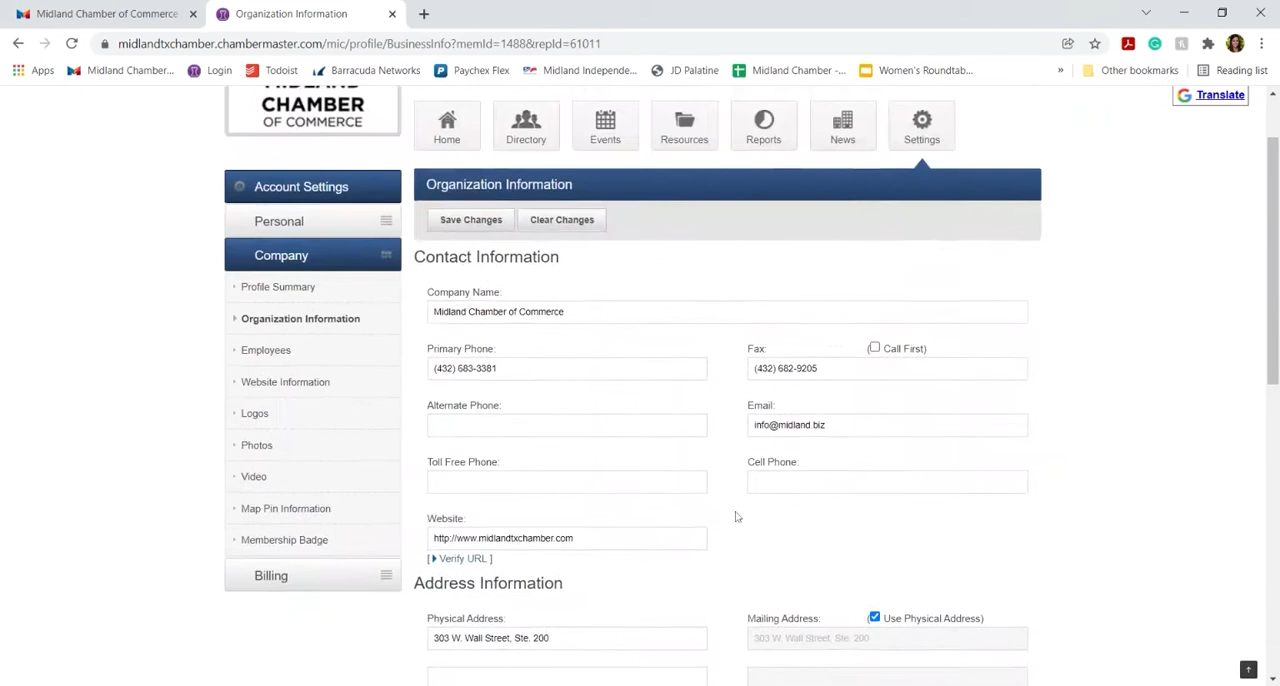 Midland Chamber of Commerce
Organization Information
midlandtxchamber.chambermaster.com/mic/profile/BusinessInfo?memId=1488&repId=61011
Apps
Midland Chamber...
Login
Todoist
Barracuda Networks
Paychex Flex
Midland Independe...
JD Palatine
Midland Chamber -...
Women's Roundtab...
»
Other bookmarks
Reading list
Translate
CHAMBER
OF COMMERCE
Home
Directory
Events
Resources
Reports
News
Settings
Account Settings
Personal
Company
Profile Summary
Organization Information
Employees
Website Information
Logos
Photos
Video
Map Pin Information
Membership Badge
Billing
Organization Information
Save Changes
Clear Changes
Contact Information
Company Name:
Midland Chamber of Commerce
Primary Phone:
(432) 683-3381
Fax:
( Call First)
(432) 682-9205
Alternate Phone:
Email:
info@midland.biz
Toll Free Phone:
Cell Phone:
Website:
http://www.midlandtxchamber.com
[ Verify URL ]
Address Information
Physical Address:
303 W. Wall Street, Ste. 200
Mailing Address:
( Use Physical Address)
303 W. Wall Street, Ste. 200